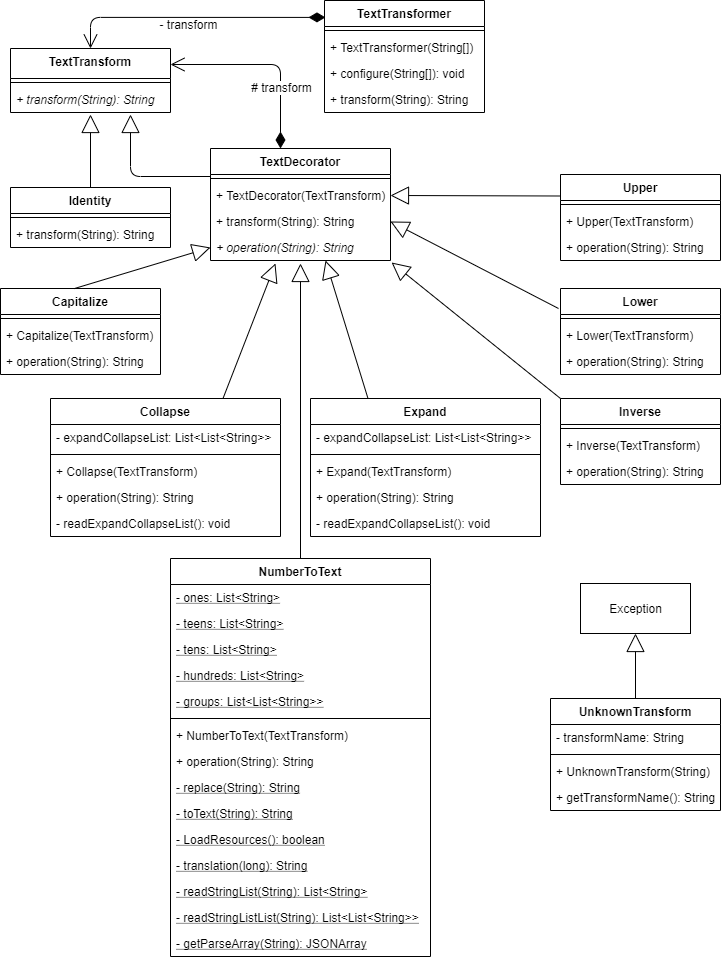 TextTransformer
+ TextTransformer(String[])
+ configure(String[]): void
+ transform(String): String
- transform
TextTransform
+ transform(String): String
# transform
TextDecorator
+ TextDecorator(TextTransform)
+ transform(String): String
+ operation(String): String
Identity
+ transform(String): String
Upper
+ Upper(TextTransform)
+ operation(String): String
Capitalize
+ Capitalize(TextTransform)
+ operation(String): String
Lower
+ Lower(TextTransform)
+ operation(String): String
Collapse
- expandCollapseList: List<List<String>>
+ Collapse(TextTransform)
+ operation(String): String
- readExpandCollapseList(): void
Expand
- expandCollapseList: List<List<String>>
+ Expand(TextTransform)
+ operation(String): String
- readExpandCollapseList(): void
Inverse
+ Inverse(TextTransform)
+ operation(String): String
NumberToText
- ones: List<String>
- teens: List<String>
- tens: List<String>
- hundreds: List<String>
- groups: List<List<String>>
+ NumberToText(TextTransform)
+ operation(String): String
- replace(String): String
- toText(String): String
- LoadResources(): boolean
- translation(long): String
- readStringList(String): List<String>
- readStringListList(String): List<List<String>>
- getParseArray(String): JSONArray
Exception
UnknownTransform
- transformName: String
+ UnknownTransform(String)
+ getTransformName(): String